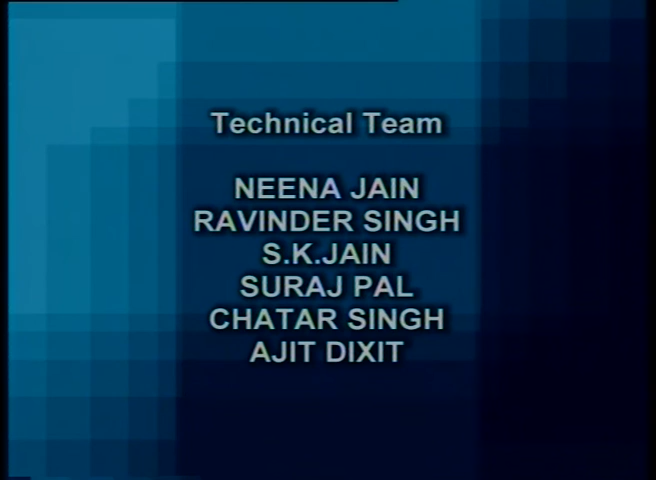 Technical Team
NEENA JAIN
RAVINDER SINGH
S.K.JAIN
SURAJ PAL
CHATAR SINGH
AJIT DIXIT